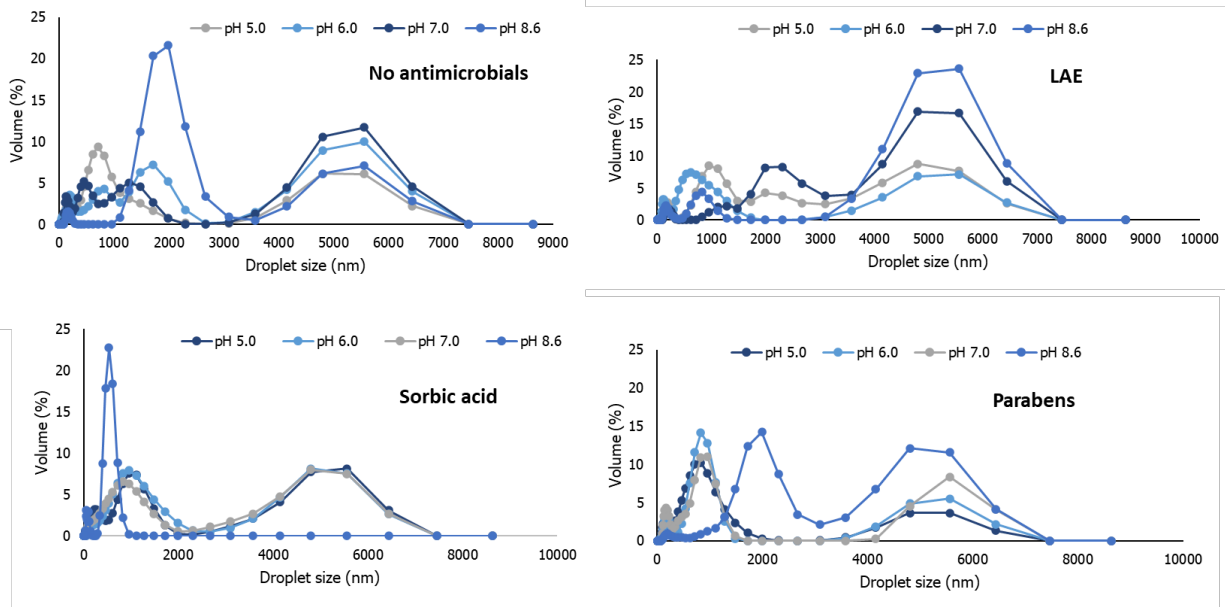 pH 5.0 pH 6.0 pH 7.0 pH 8.6
No antimicrobials
Volume (%)
25
20
15
10
5
0
0 1000 2000 3000 4000 5000 6000 7000 8000 9000
Droplet size (nm)
pH 5.0 pH 6.0 pH 7.0 pH 8.6
LAE
Volume (%)
25
20
15
10
5
0
0 1000 2000 3000 4000 5000 6000 7000 8000 9000 10000
Droplet size (nm)
pH 5.0 pH 6.0 pH 7.0 pH 8.6
Sorbic acid
Volume (%)
25
20
15
10
5
0
0 2000 4000 6000 8000 10000
Droplet size (nm)
pH 5.0 pH 6.0 pH 7.0 pH 8.6
Parabens
Volume (%)
25
20
15
10
5
0
0 2000 4000 6000 8000 10000
Droplet size (nm)